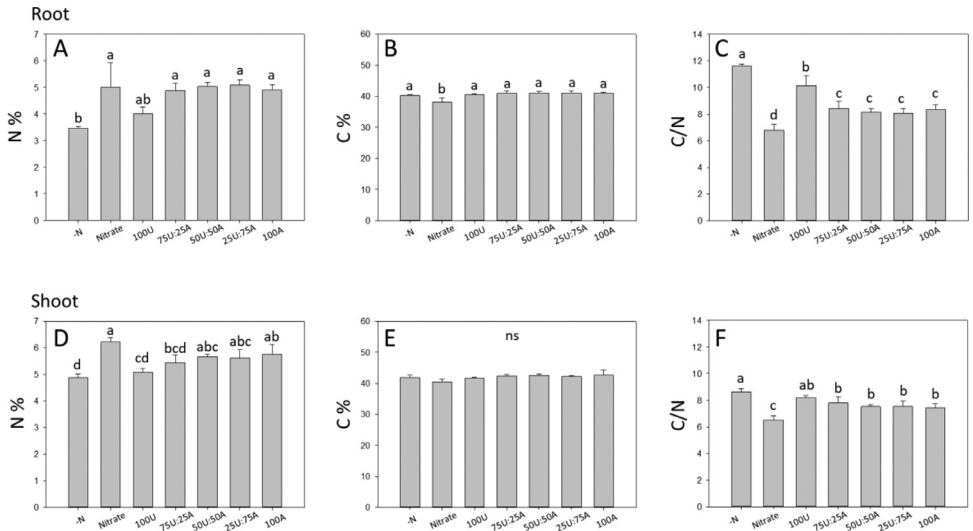 Root
A
N %
7
6
5
4
3
2
1
0
b
a
ab
a
a
a
a
-N
Nitrate
100U
75U:25A
50U:50A
25U:75A
100A
B
C %
60
50
40
30
20
10
0
a
b
a
a
a
a
a
-N
Nitrate
100U
75U:25A
50U:50A
25U:75A
100A
C
C/N
14
12
10
8
6
4
2
0
a
d
b
c
c
c
c
-N
Nitrate
100U
75U:25A
50U:50A
25U:75A
100A
Shoot
D
N %
7
6
5
4
3
2
1
0
d
a
cd
bcd
abc
abc
ab
-N
Nitrate
100U
75U:25A
50U:50A
25U:75A
100A
E
C %
60
50
40
30
20
10
0
ns
-N
Nitrate
100U
75U:25A
50U:50A
25U:75A
100A
F
C/N
14
12
10
8
6
4
2
0
a
c
ab
b
b
b
b
-N
Nitrate
100U
75U:25A
50U:50A
25U:75A
100A